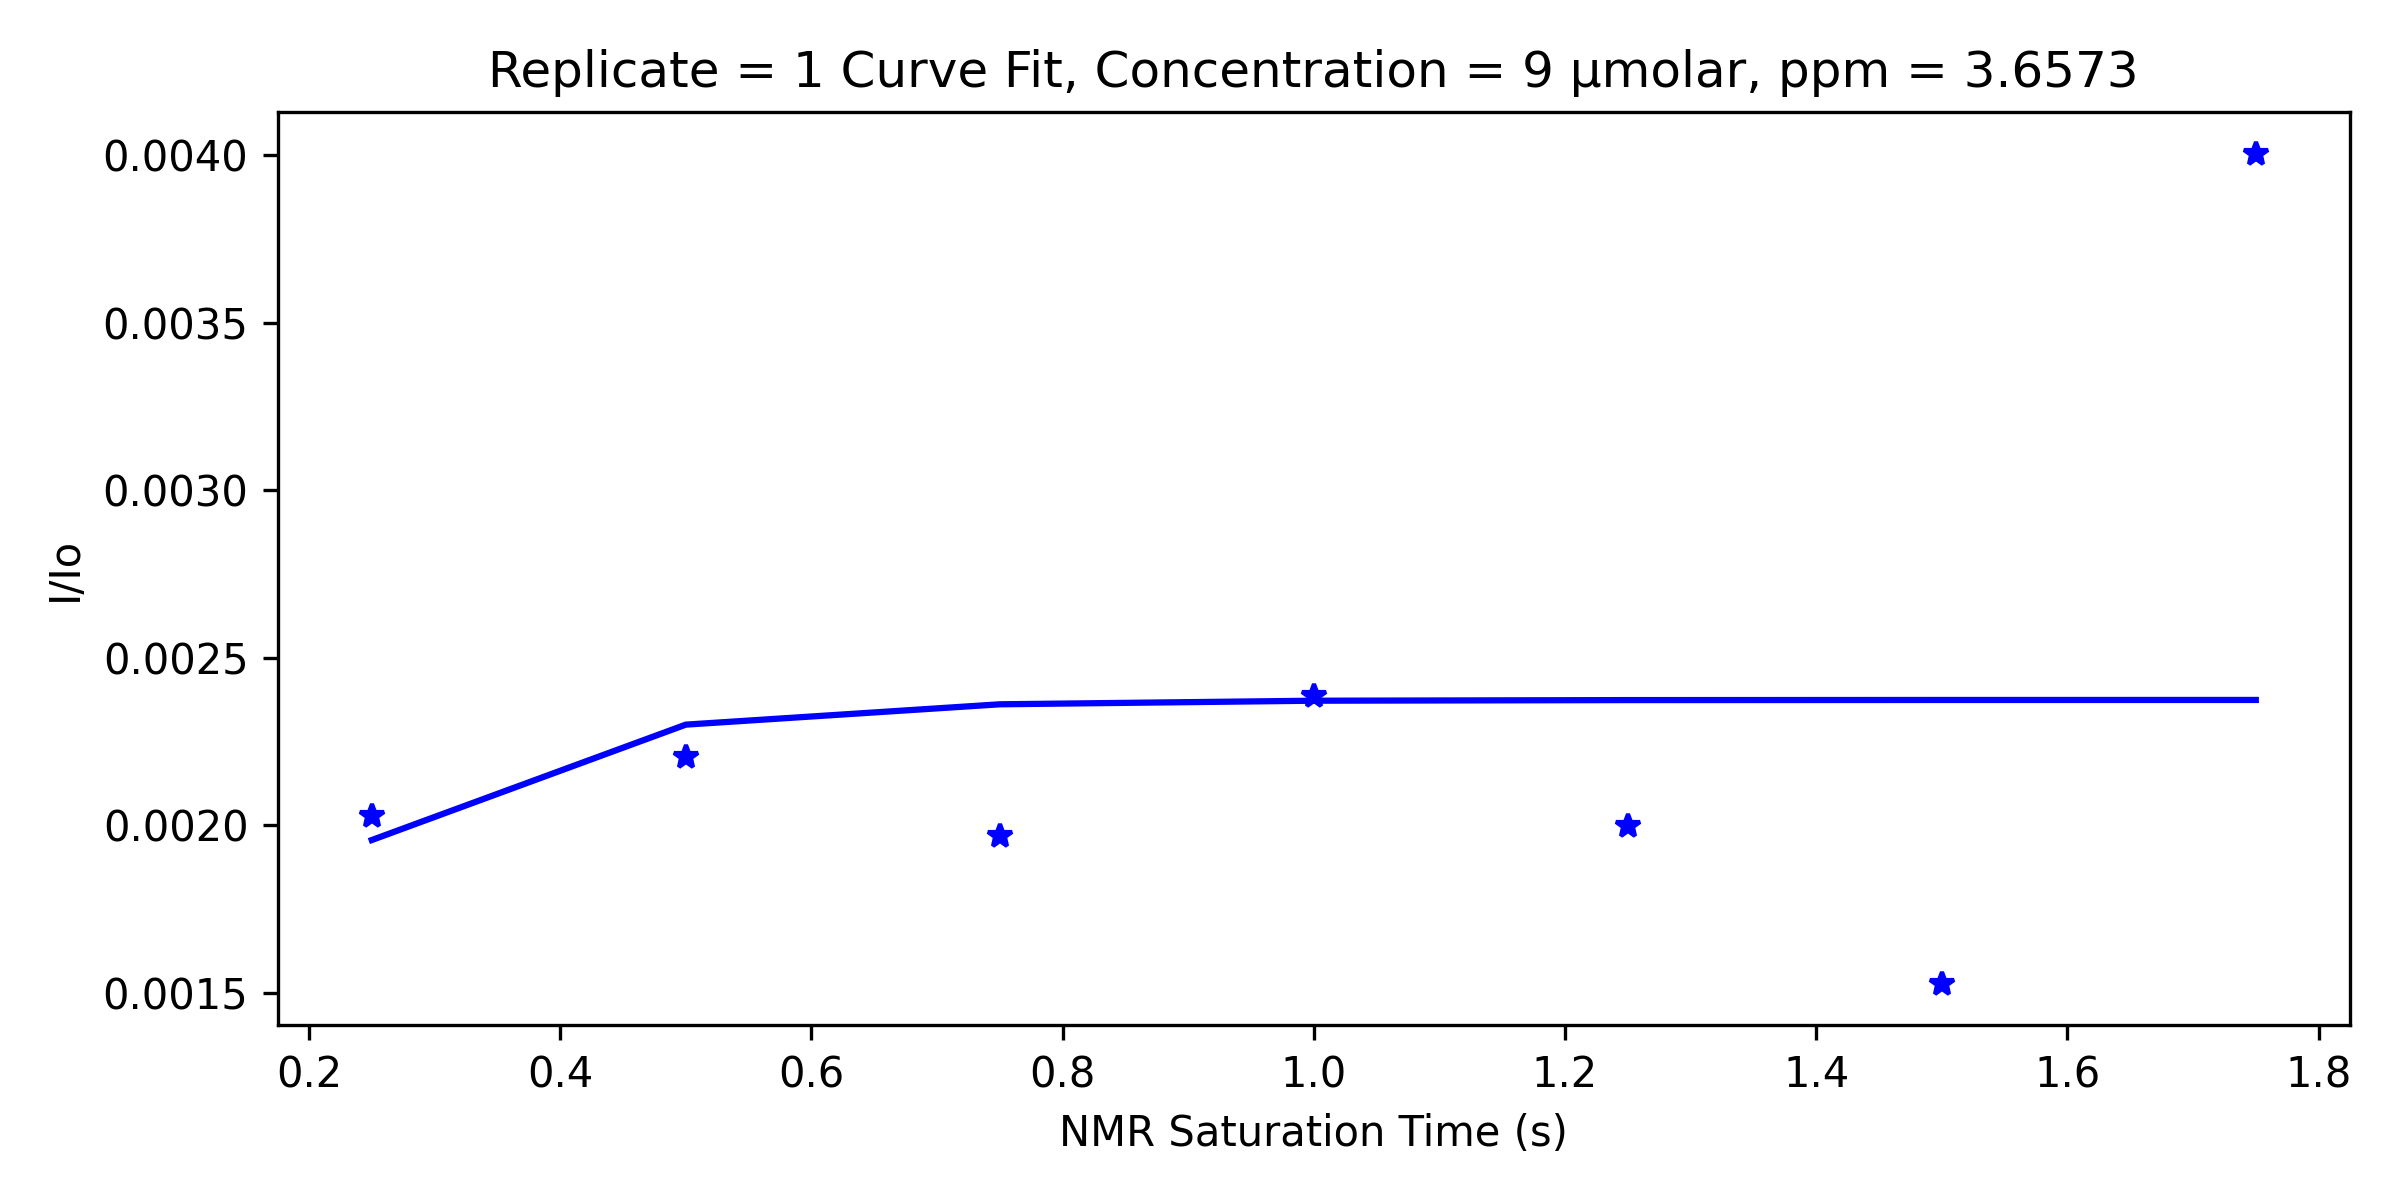 Replicate = 1 Curve Fit, Concentration = 9 μmolar, ppm = 3.6573
0.0040
0.0035
0.0030
0.0025
0.0020
0.0015
I/Io
0.2 0.4 0.6 0.8 1.0 1.2 1.4 1.6 1.8
NMR Saturation Time (s)